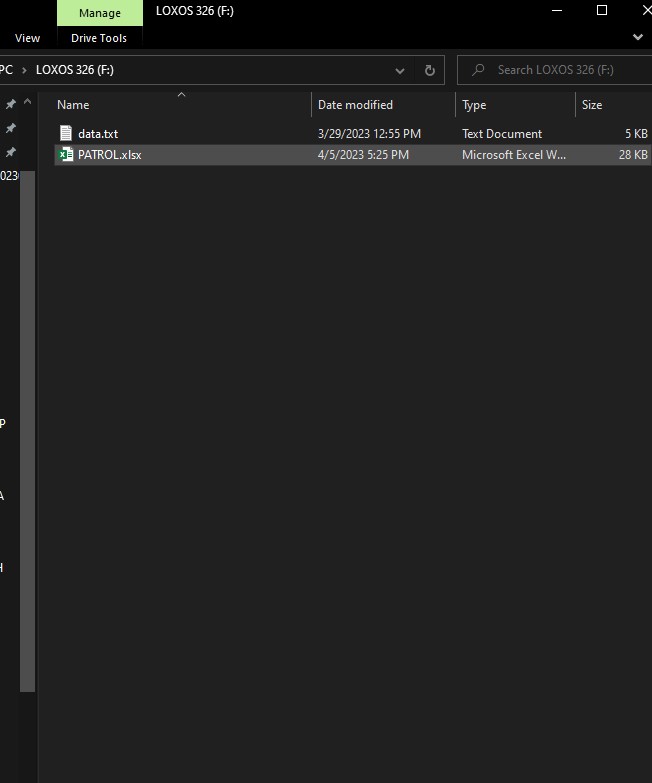 Manage
LOXOS 326 (F:)
View
Drive Tools
PC > LOXOS 326 (F:)
Search LOXOS 326 (F:)
Name
Date modified
Type
Size
data.txt
3/29/2023 12:55 PM
Text Document
5 KB
PATROL.xlsx
4/5/2023 5:25 PM
Microsoft Excel W...
28 KB
023
P
A
H